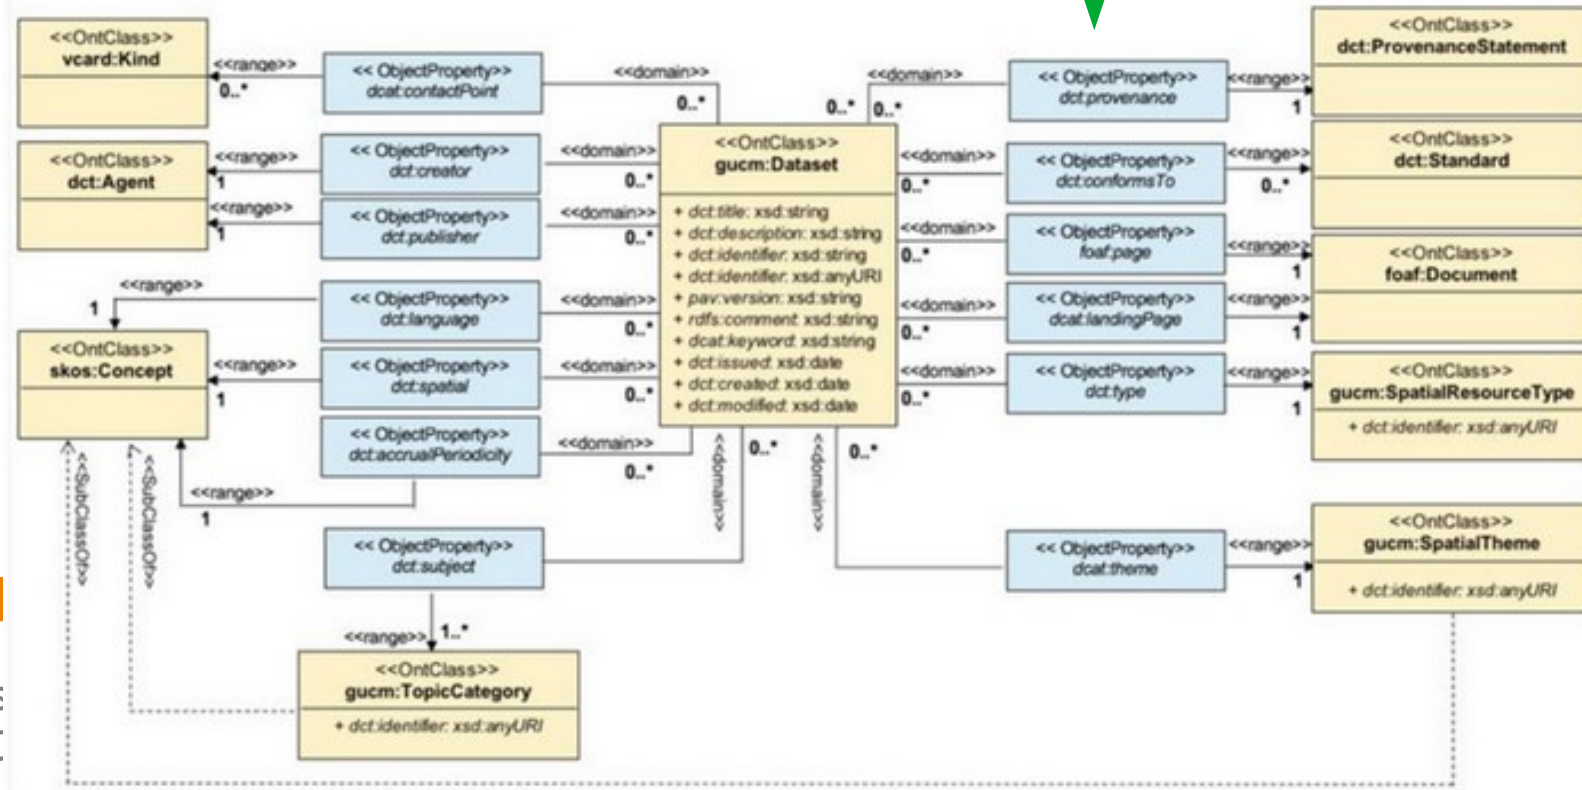 <<OntClass>>
vcard:Kind
<<range>>
0..*
<< ObjectProperty>>
dcat:contactPoint
<<domain>>
0..*
<<domain>>
0..*
0..*
<< ObjectProperty>>
dct:provenance
<<range>>
1
<<OntClass>>
dct:ProvenanceStatement
<<OntClass>>
dct:Agent
<<range>>
1
<<range>>
1
<< ObjectProperty>>
dct:creator
<<domain>>
0..*
<< ObjectProperty>>
dct:publisher
<<domain>>
0..*
<<OntClass>>
gucm:Dataset
+ dct:title: xsd:string
+ dct:description: xsd:string
+ dct:identifier: xsd:string
+ dct:identifier: xsd:anyURI
+ pav:version: xsd:string
+ rdfs:comment: xsd:string
+ dcat:keyword: xsd:string
+ dct:issued: xsd:date
+ dct:created: xsd:date
+ dct:modified: xsd:date
<<domain>>
0..*
<< ObjectProperty>>
dct:conformsTo
<<range>>
0..*
<<OntClass>>
dct:Standard
<<domain>>
0..*
<< ObjectProperty>>
foaf:page
<<range>>
1
<<OntClass>>
foaf:Document
<<domain>>
0..*
<< ObjectProperty>>
dcat:landingPage
<<range>>
1
<<domain>>
0..*
<< ObjectProperty>>
dct:type
<<range>>
1
<<OntClass>>
gucm:SpatialResourceType
+ dct:identifier: xsd:anyURI
<<range>>
1
<< ObjectProperty>>
dct:language
<<domain>>
0..*
<<OntClass>>
skos:Concept
<<range>>
1
<< ObjectProperty>>
dct:spatial
<<domain>>
0..*
<< ObjectProperty>>
dct:accrualPeriodicity
<<domain>>
0..*
<<range>>
1
<<SubClassOf>>
<<SubClassOf>>
<<domain>>
0..*
<<domain>>
0..*
<< ObjectProperty>>
dct:subject
<<range>>
1..*
<<OntClass>>
gucm:TopicCategory
+ dct:identifier: xsd:anyURI
<< ObjectProperty>>
dcat:theme
<<range>>
1
<<OntClass>>
gucm:SpatialTheme
+ dct:identifier: xsd:anyURI